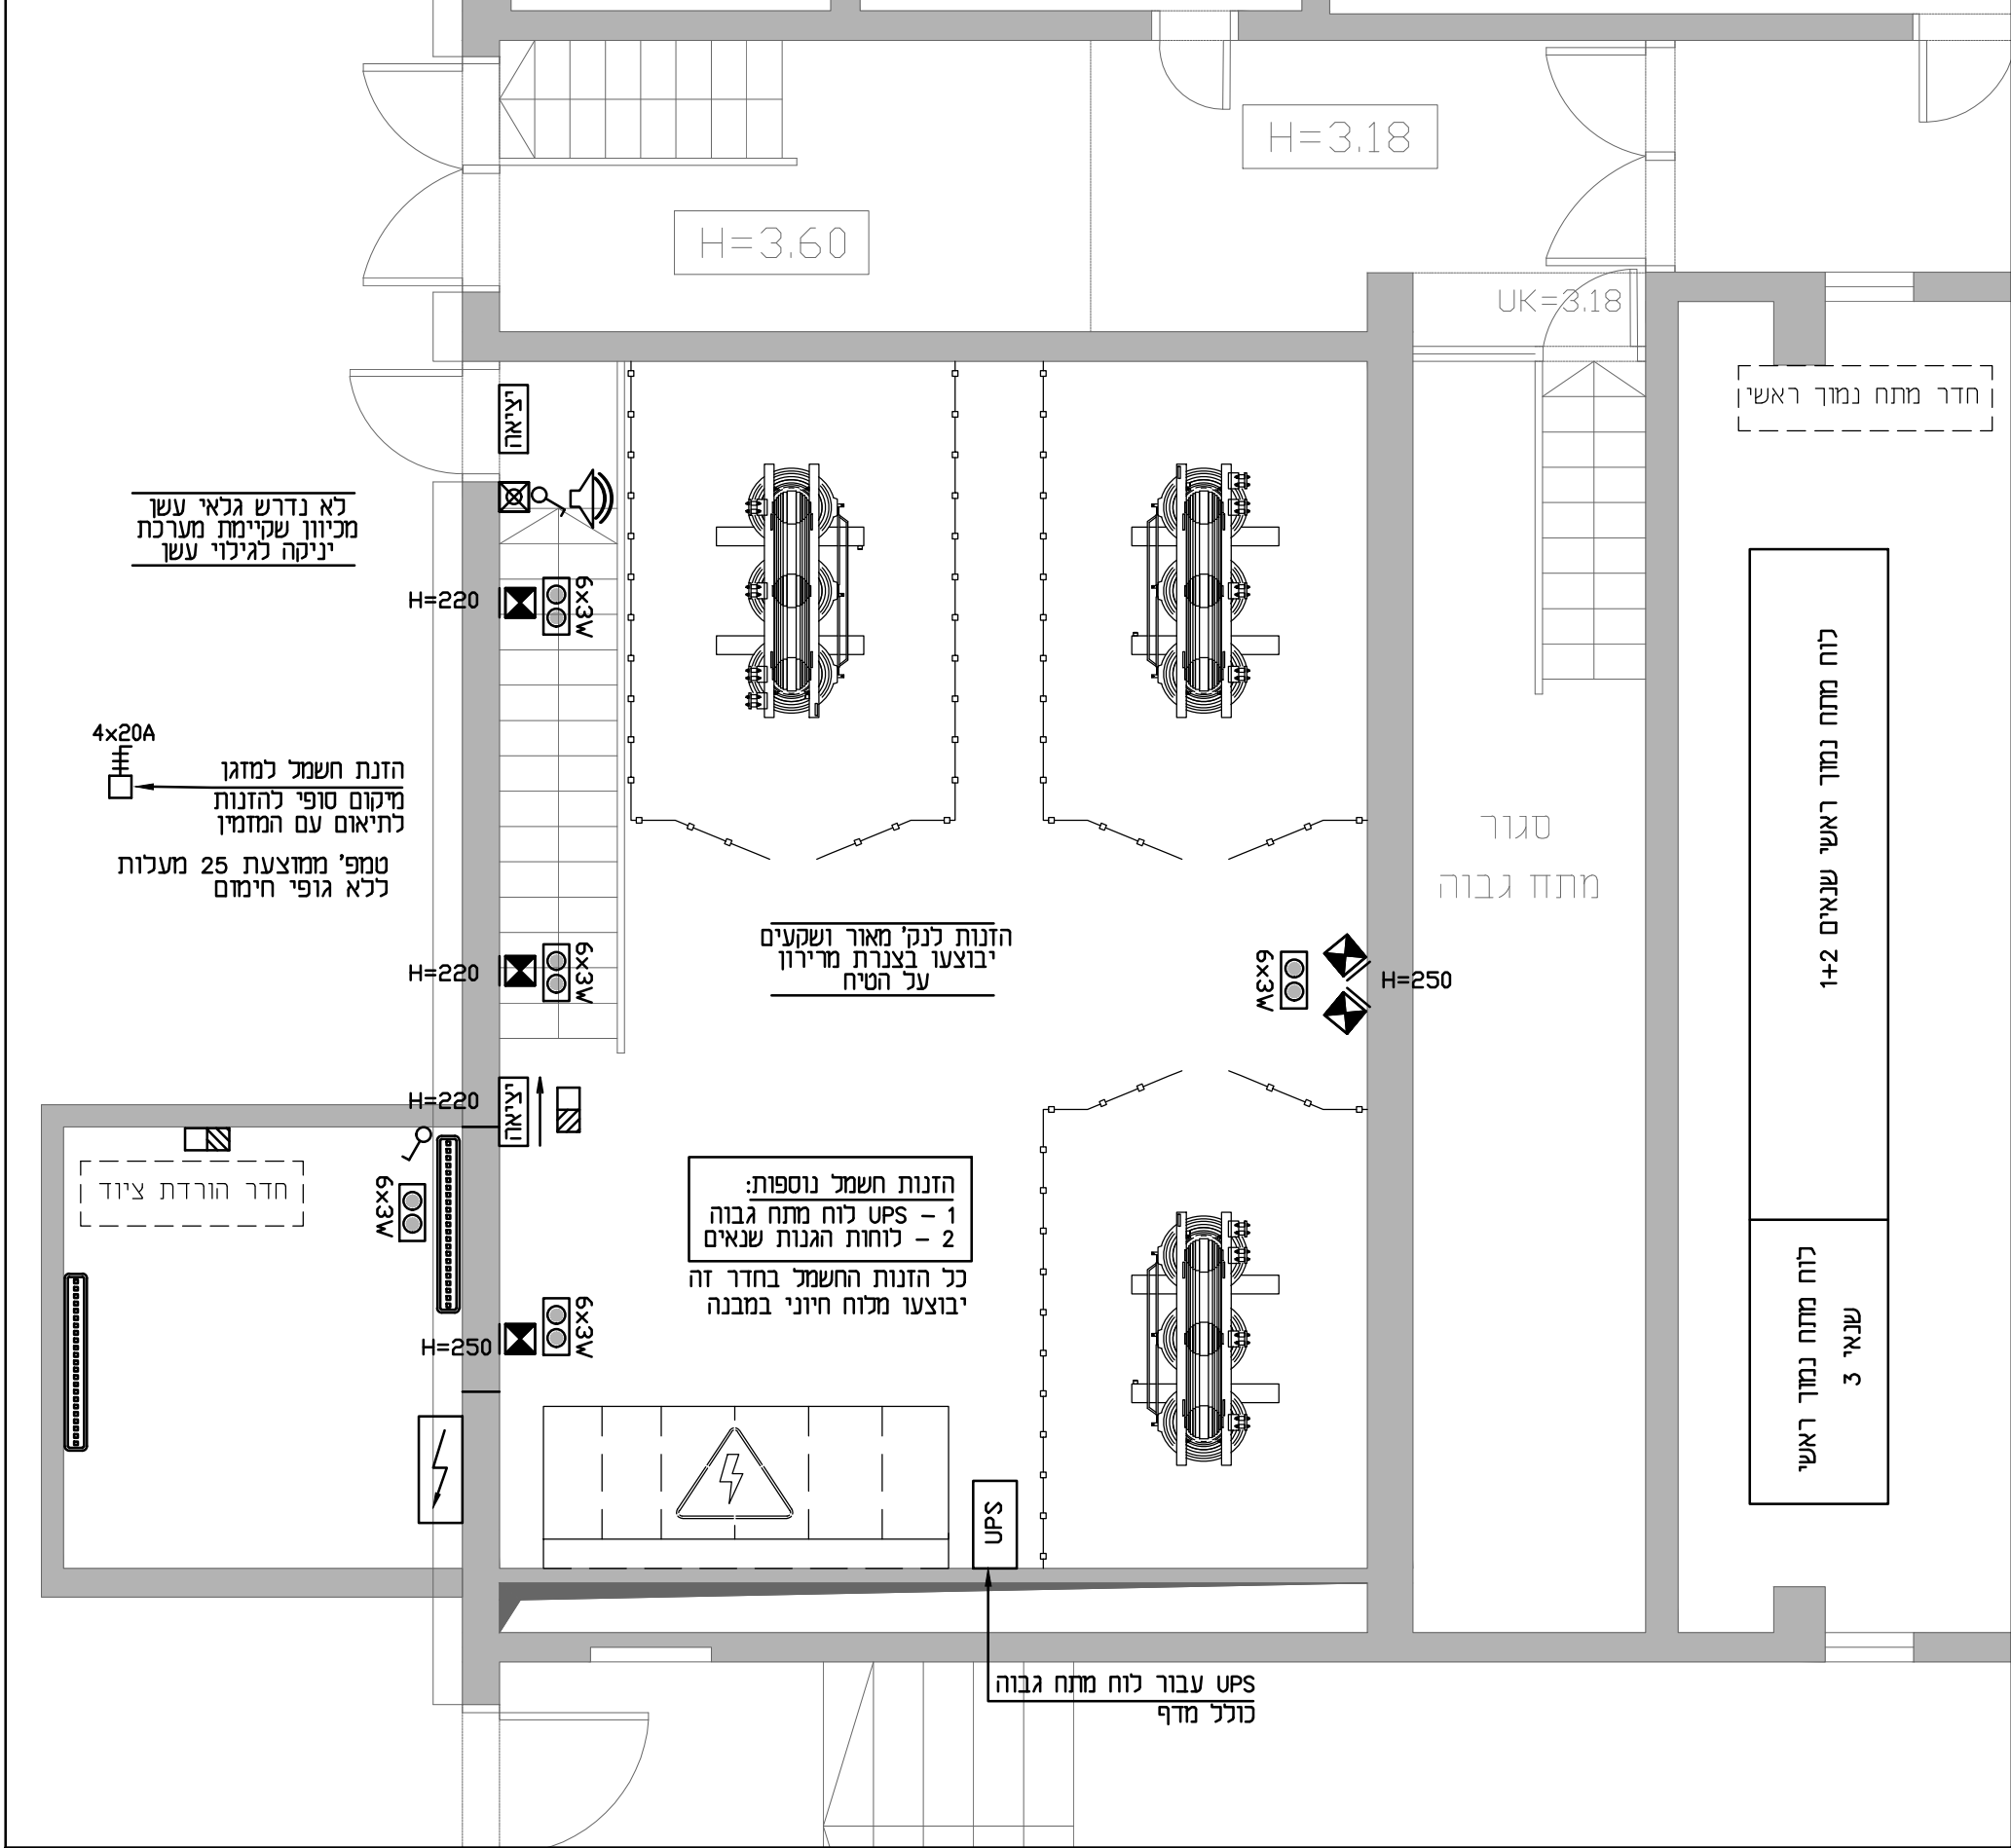 H=3.18
H=3.60
UK=3.18
חדר מתח נמוך ראשי
יציאה
לא נדרש גלאי עשן
מכיוון שקיימת מערכת
יניקה לגילוי עשן
H=220
6x3W
לוח מתח נמוך ראשי שנאים 1+2
4x20A
הזנת חשמל למזגן
מיקום סופי להזנות
לתיאום עם המזמין
טמפ' ממוצעת 25 מעלות
ללא גופי חימום
סגור
מתח גבוה
הזנות לנק' מאור ושקעים
יבוצעו בצנרת מרירון
על הטיח
H=220
6x3W
6x3W
H=250
H=220
יציאה
חדר הורדת ציוד
6x3W
הזנות חשמל נוספות:
1 - UPS לוח מתח גבוה
2 - לוחות הגנות שנאים
כל הזנות החשמל בחדר זה
יבוצעו מלוח חיוני במבנה
H=250
6x3W
לוח מתח נמוך ראשי
שנאי 3
UPS
UPS עבור לוח מתח גבוה
כולל מדף